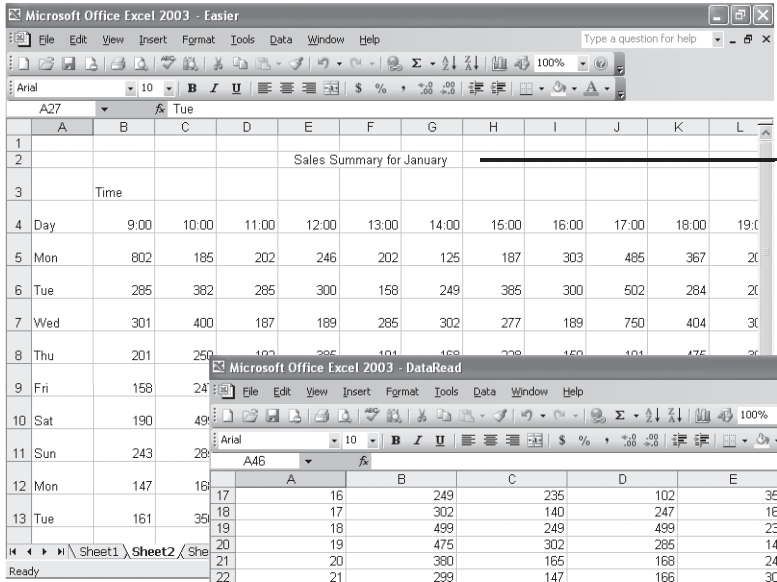 Microsoft Office Excel 2003 - Easier
File Edit View Insert Format Tools Data Window Help Type a question for help
100%
Arial 10 B I U $ % ,
A27 fx Tue
A B C D E F G H I J K L
1
2 Sales Summary for January
3 Time
4 Day 9:00 10:00 11:00 12:00 13:00 14:00 15:00 16:00 17:00 18:00
5 Mon 802 185 202 246 202 125 187 303 485 367
6 Tue 285 382 285 300 158 249 385 300 502 284
7 Wed 301 400 187 189 285 302 277 189 750 404
8 Thu 201
9 Fri 158
10 Sat 190
11 Sun 243
12 Mon 147
13 Tue 161
Sheet1 Sheet2
Ready
Microsoft Office Excel 2003 - DataRead
File Edit View Insert Format Tools Data Window Help
100%
Arial 10 B I U $ % ,
A46 fx
A B C D E
17 16 249 235 102
18 17 302 140 247
19 18 499 249 499
20 19 475 302 285
21 20 380 165 168
22 21 299 147 166